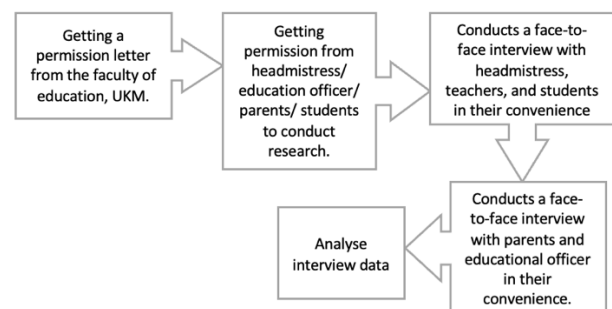 Getting a
permission letter
from the faculty of
education, UKM.
Getting
permission from
headmistress/
education officer/
parents/ students
to conduct
research.
Conducts a face-to-
face interview with
headmistress,
teachers, and students
in their convenience
Conducts a face-
to-face interview
with parents and
educational officer
in their
convenience.
Analyse
interview data